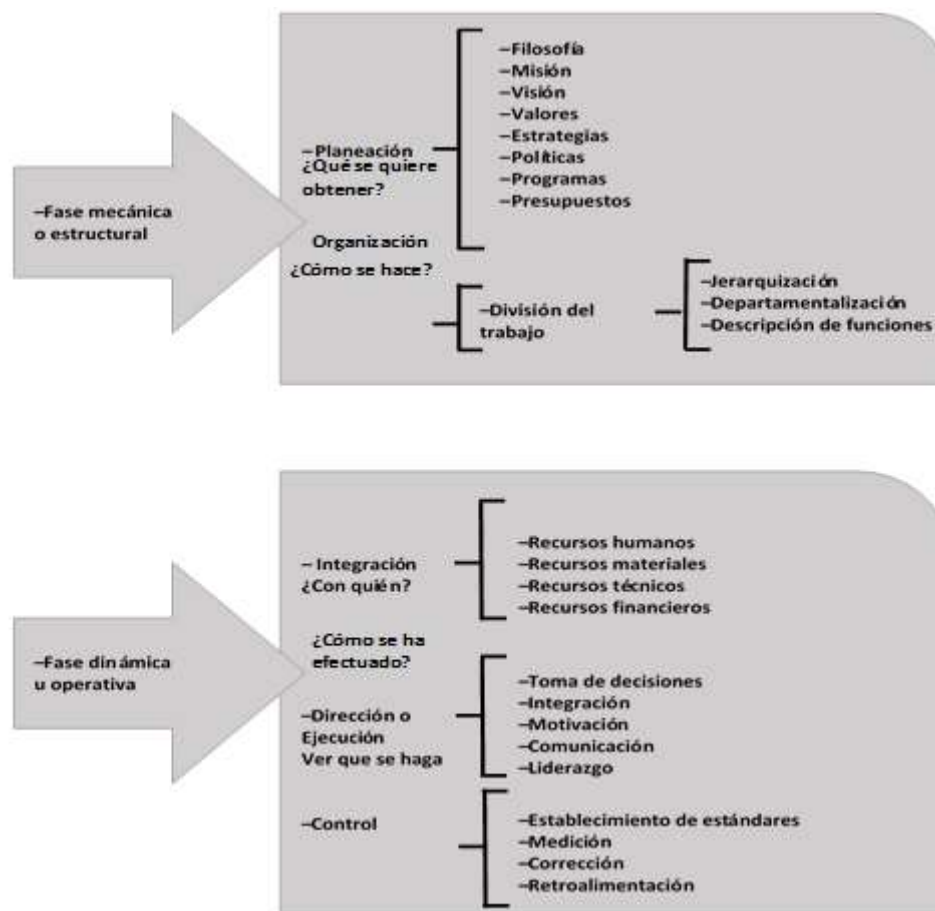 –Fase mecánica
o estructural
–Planeación
¿Qué se quiere
obtener?
–Filosofía
–Misión
–Visión
–Valores
–Estrategias
–Políticas
–Programas
–Presupuestos
Organización
¿Cómo se hace?
–División del
trabajo
–Jerarquización
–Departamentalización
–Descripción de funciones
–Fase dinámica
u operativa
– Integración
¿Con quién?
–Recursos humanos
–Recursos materiales
–Recursos técnicos
–Recursos financieros
¿Cómo se ha
efectuado?
–Dirección o
Ejecución
Ver que se haga
–Toma de decisiones
–Integración
–Motivación
–Comunicación
–Liderazgo
–Control
–Establecimiento de estándares
–Medición
–Corrección
–Retroalimentación